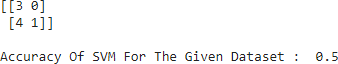 [[3 0]
 [4 1]]
Accuracy Of SVM For The Given Dataset :  0.5